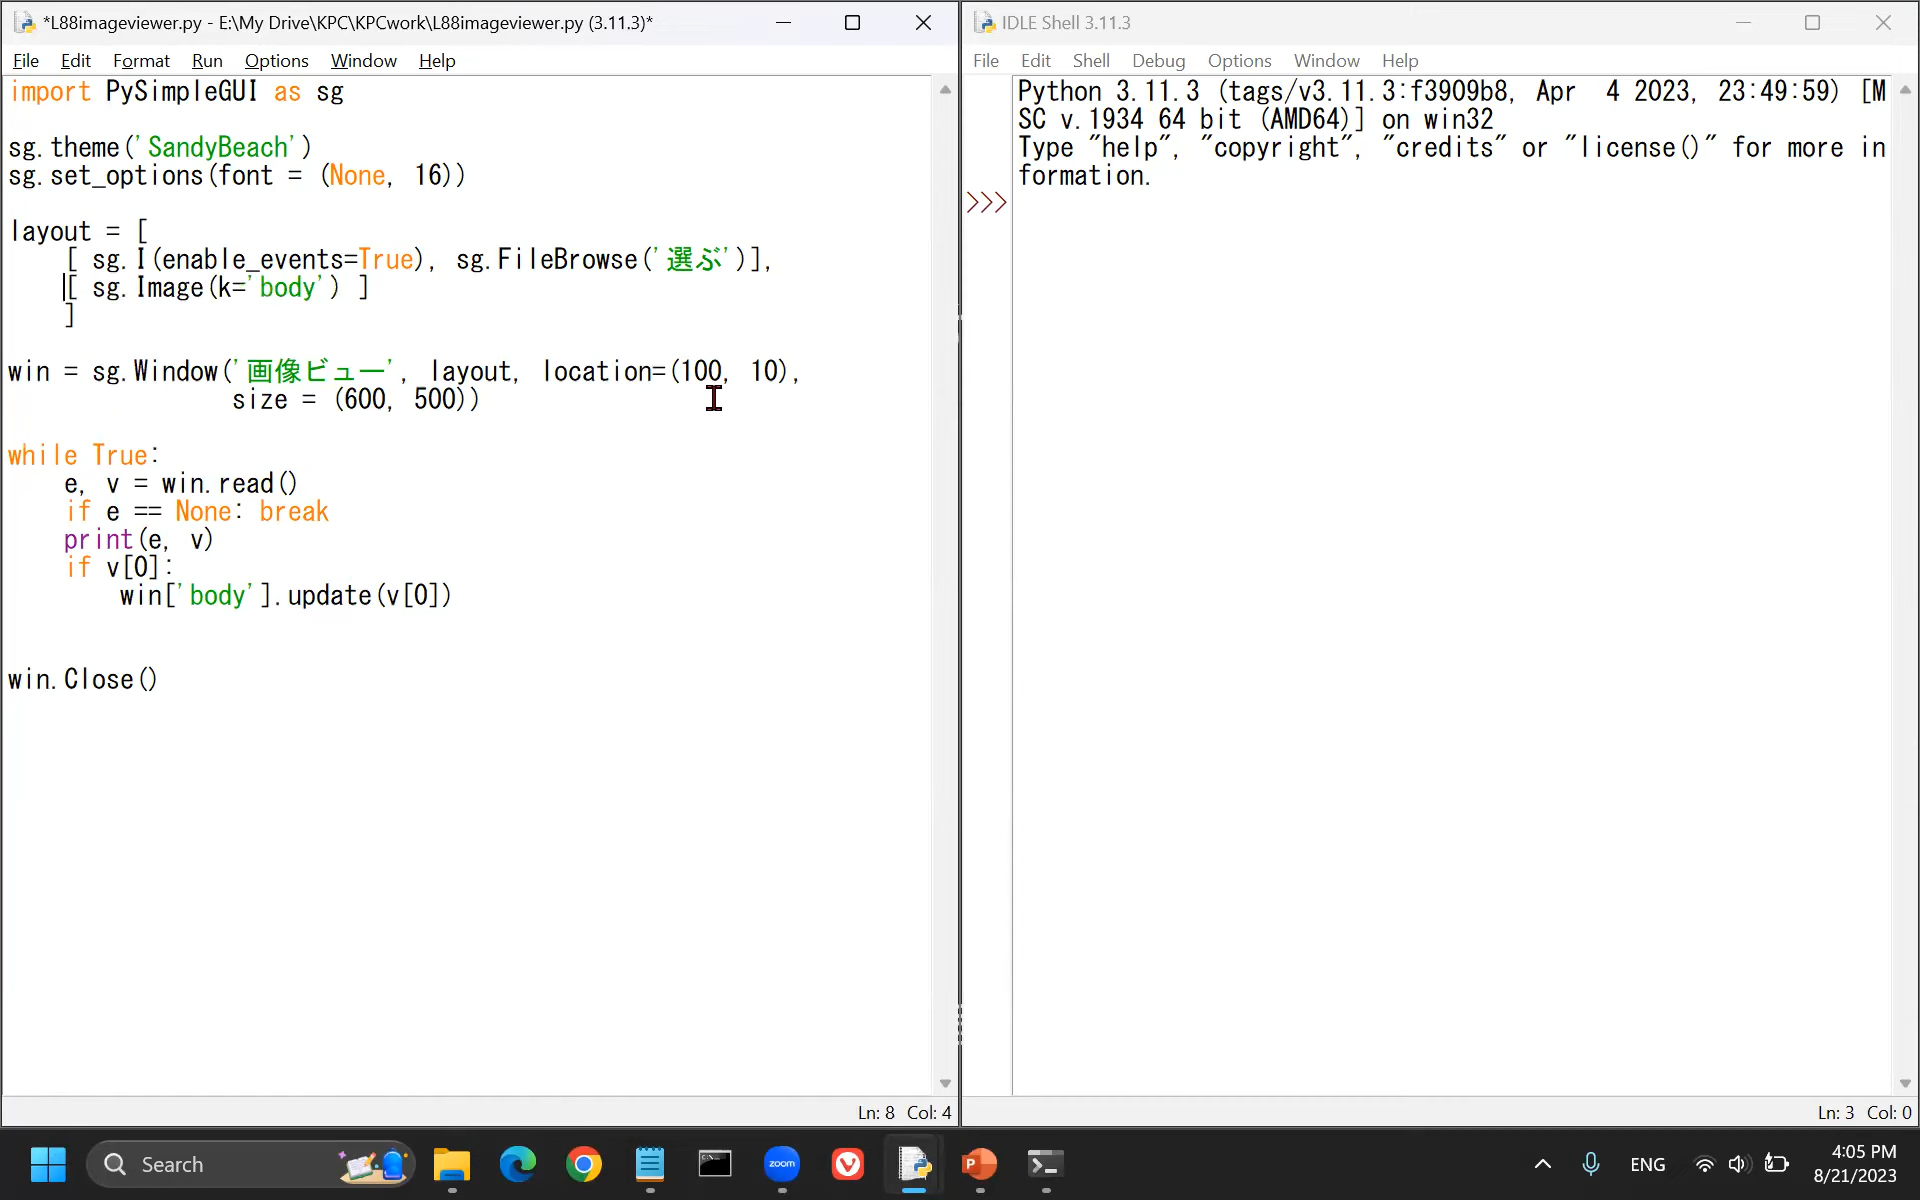 *L88imageviewer.py - E:\My Drive\KPC\KPCwork\L88imageviewer.py (3.11.3)*
File Edit Format Run Options Window Help
import PySimpleGUI as sg
sg.theme('SandyBeach')
sg.set_options(font = (None, 16))
layout = [
[ sg.I(enable_events=True), sg.FileBrowse('選ぶ')],
[ sg.Image(k='body') ]
]
win = sg.Window('画像ビュー', layout, location=(100, 10),
size = (600, 500))
while True:
e, v = win.read()
if e == None: break
print(e, v)
if v[0]:
win['body'].update(v[0])
win.Close()
Ln: 8 Col: 4
IDLE Shell 3.11.3
File Edit Shell Debug Options Window Help
Python 3.11.3 (tags/v3.11.3:f3909b8, Apr  4 2023, 23:49:59) [M
SC v.1934 64 bit (AMD64)] on win32
Type "help", "copyright", "credits" or "license()" for more in
formation.
>>>
Ln: 3 Col: 0
Search
zoom
P
ENG
4:05 PM
8/21/2023